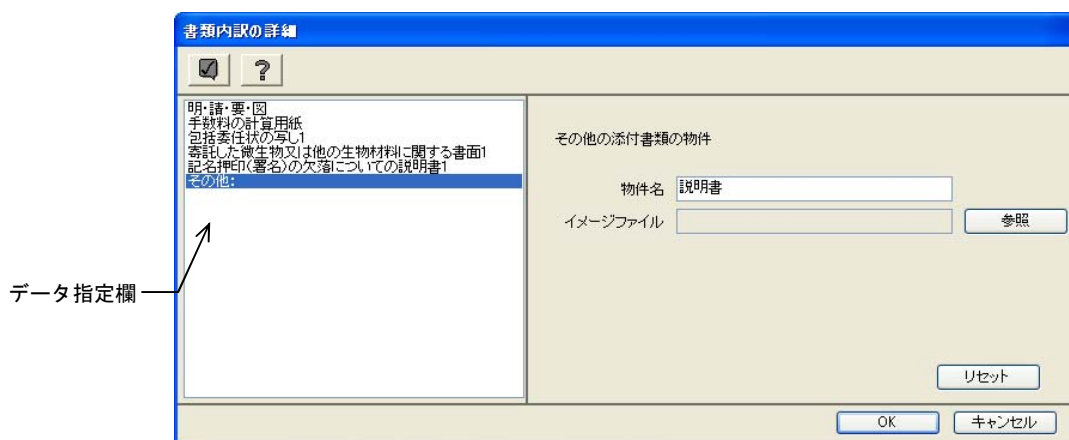 書類内訳の詳細
明・請・要・図
手数料の計算用紙
包括委任状の写し1
寄託した微生物又は他の生物材料に関する書面1
記名押印(署名)の欠落についての説明書1
その他:
データ指定欄
その他の添付書類の物件
物件名 説明書
イメージファイル 参照
リセット
OK キャンセル